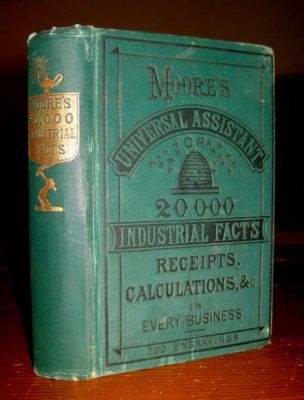 MOORE'S
20,000
INDUSTRIAL
FACTS
MOORE'S
UNIVERSAL ASSISTANT
OR
20.000
INDUSTRIAL FACTS
RECEIPTS.
CALCULATIONS, &c.
IN
EVERY BUSINESS
200 ENGRAVINGS